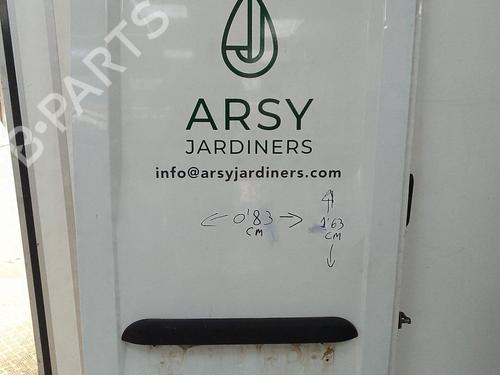 B-PARTS
ARSY
JARDINERS
info@arsyjardiners.com
0'83
CM
1'63
CM